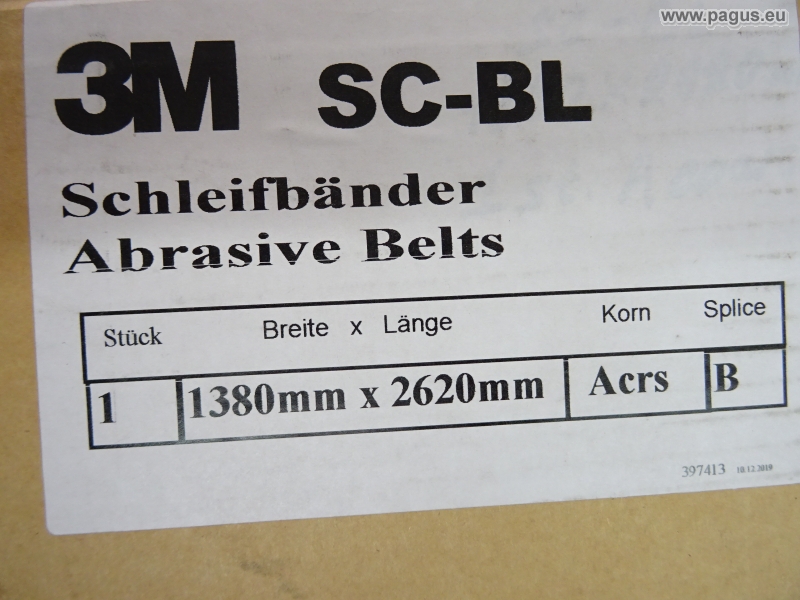 www.pagus.eu
3M SC-BL
Schleifbänder
Abrasive Belts
Stück Breite x Länge Korn Splice
1 1380mm x 2620mm Acrs B
397413 10.12.2019